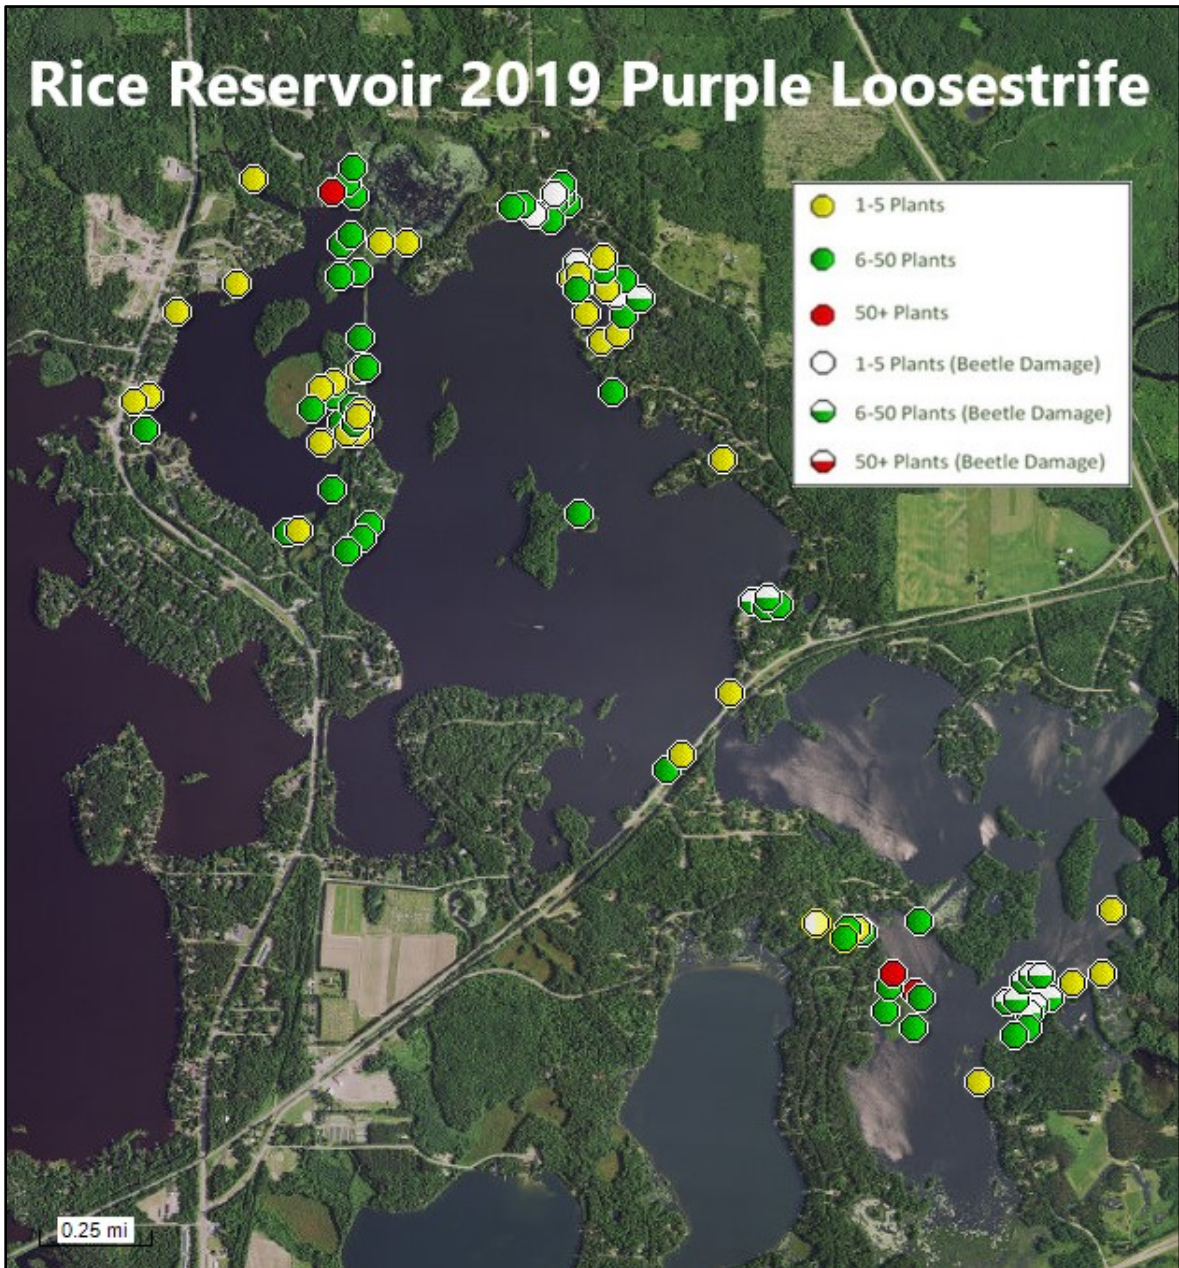 Rice Reservoir 2019 Purple Loosestrife
1-5 Plants
6-50 Plants
50+ Plants
1-5 Plants (Beetle Damage)
6-50 Plants (Beetle Damage)
50+ Plants (Beetle Damage)
0.25 mi